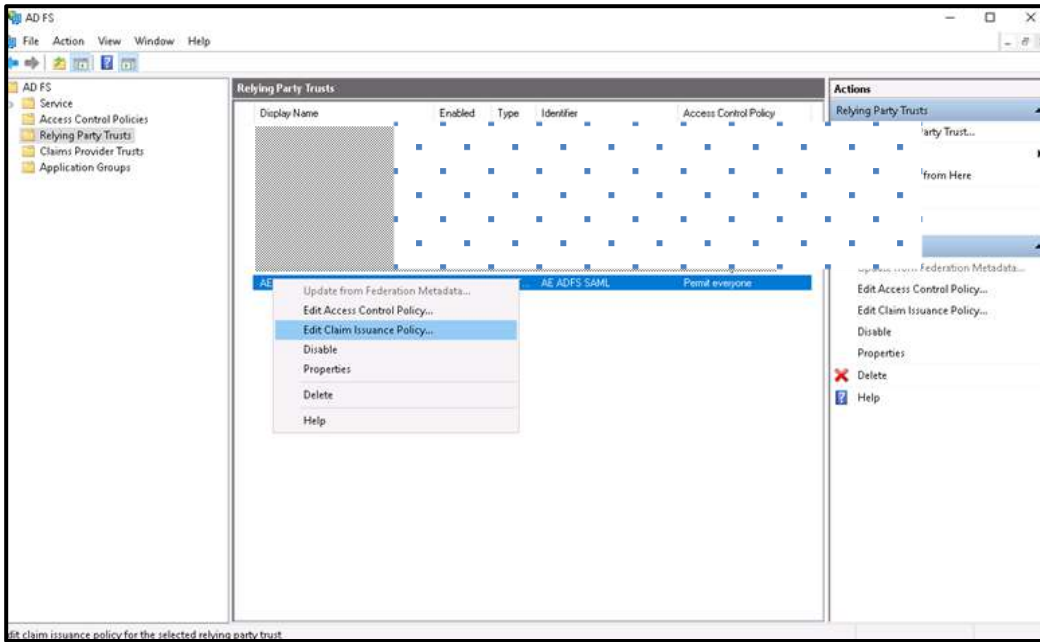 AD FS
File Action View Window Help
AD FS
Service
Access Control Policies
Relying Party Trusts
Claims Provider Trusts
Application Groups
Relying Party Trusts
Display Name Enabled Type Identifier Access Control Policy
AE ... AE ADFS SAML Permit everyone
Update from Federation Metadata...
Edit Access Control Policy...
Edit Claim Issuance Policy...
Disable
Properties
Delete
Help
Actions
Relying Party Trusts
arty Trust...
from Here
Federation Metadata...
Edit Access Control Policy...
Edit Claim Issuance Policy...
Disable
Properties
Delete
Help
dit claim issuance policy for the selected relying party trust